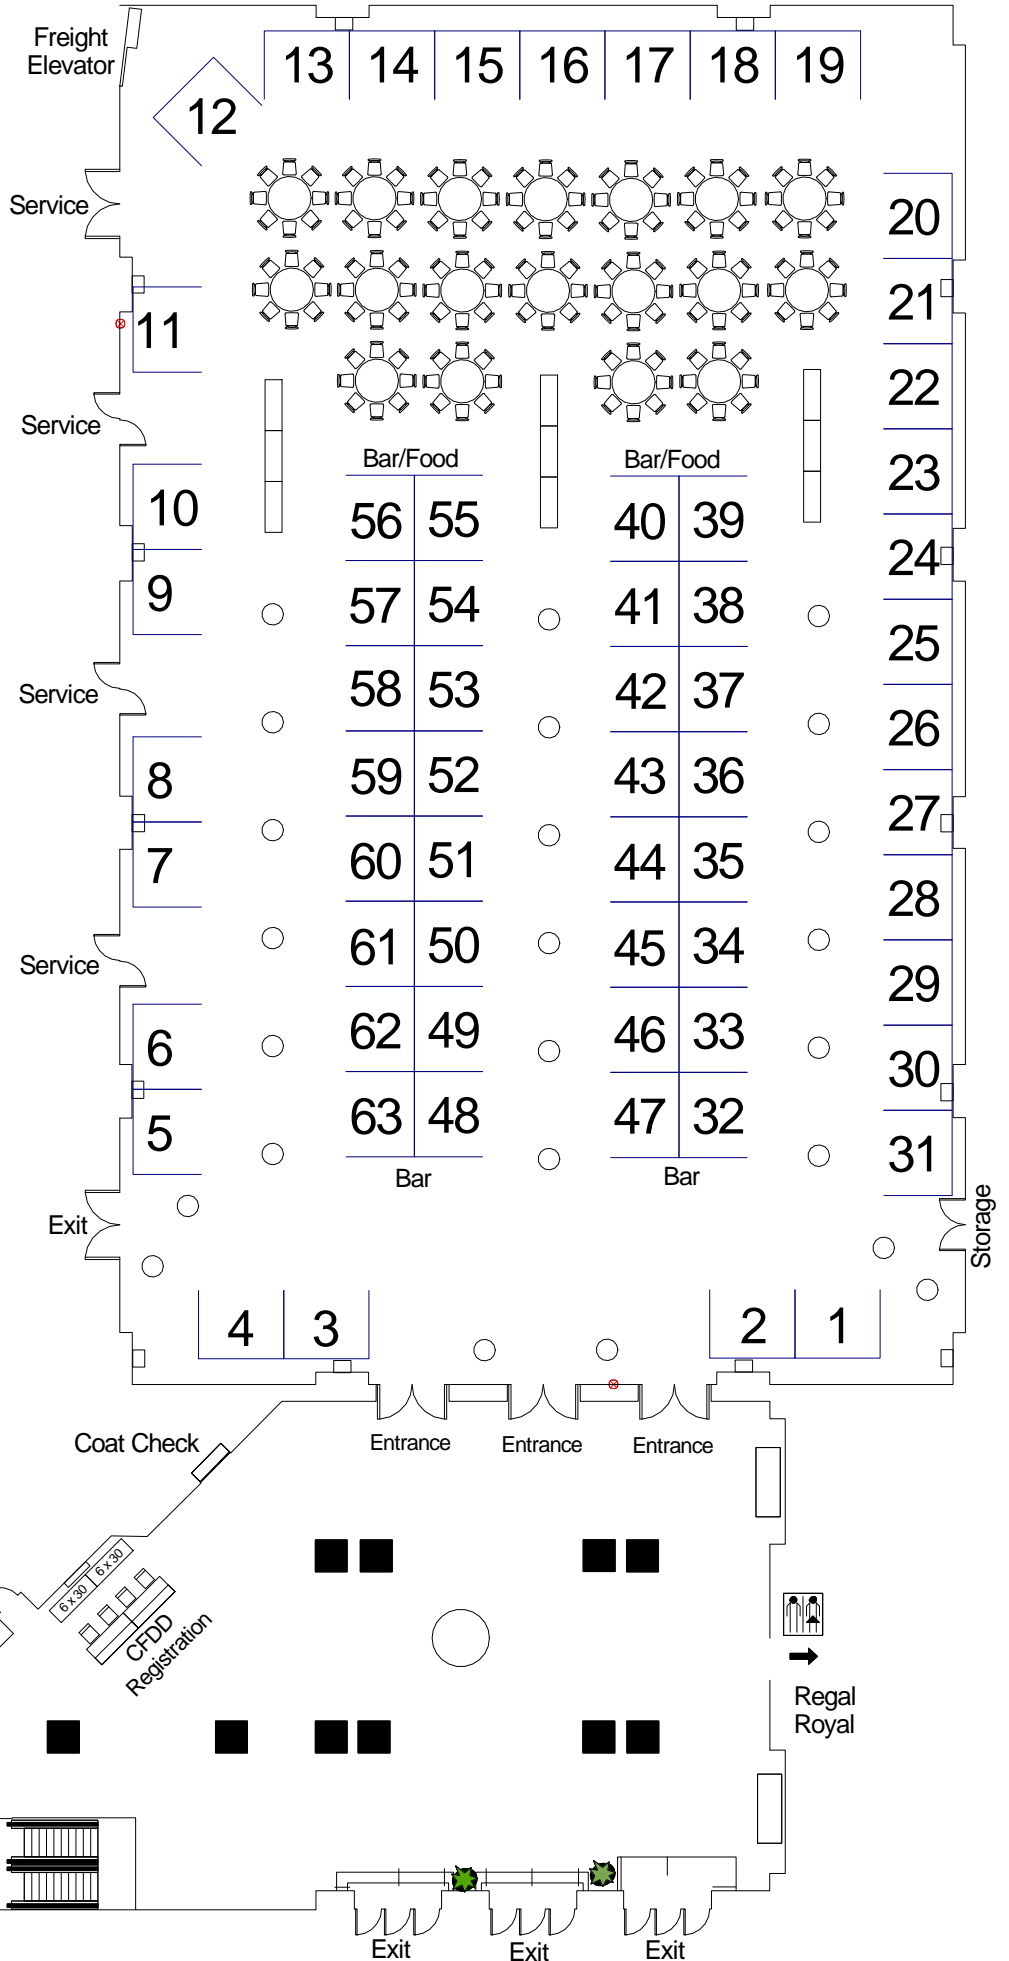 Freight
Elevator
13 14 15 16 17 18 19
12
Service
20
21
11
22
Service
23
Bar/Food Bar/Food
10
56 55 40 39
24
9
57 54 41 38
25
Service
58 53 42 37
26
8
59 52 43 36
27
7
60 51 44 35
28
Service
61 50 45 34
29
6
62 49 46 33
30
5
63 48 47 32
31
Bar Bar
Exit
Storage
4 3 2 1
Coat Check
Entrance Entrance Entrance
6 x 30 6 x 30
CFDD
Registration
Regal
Royal
Exit Exit Exit